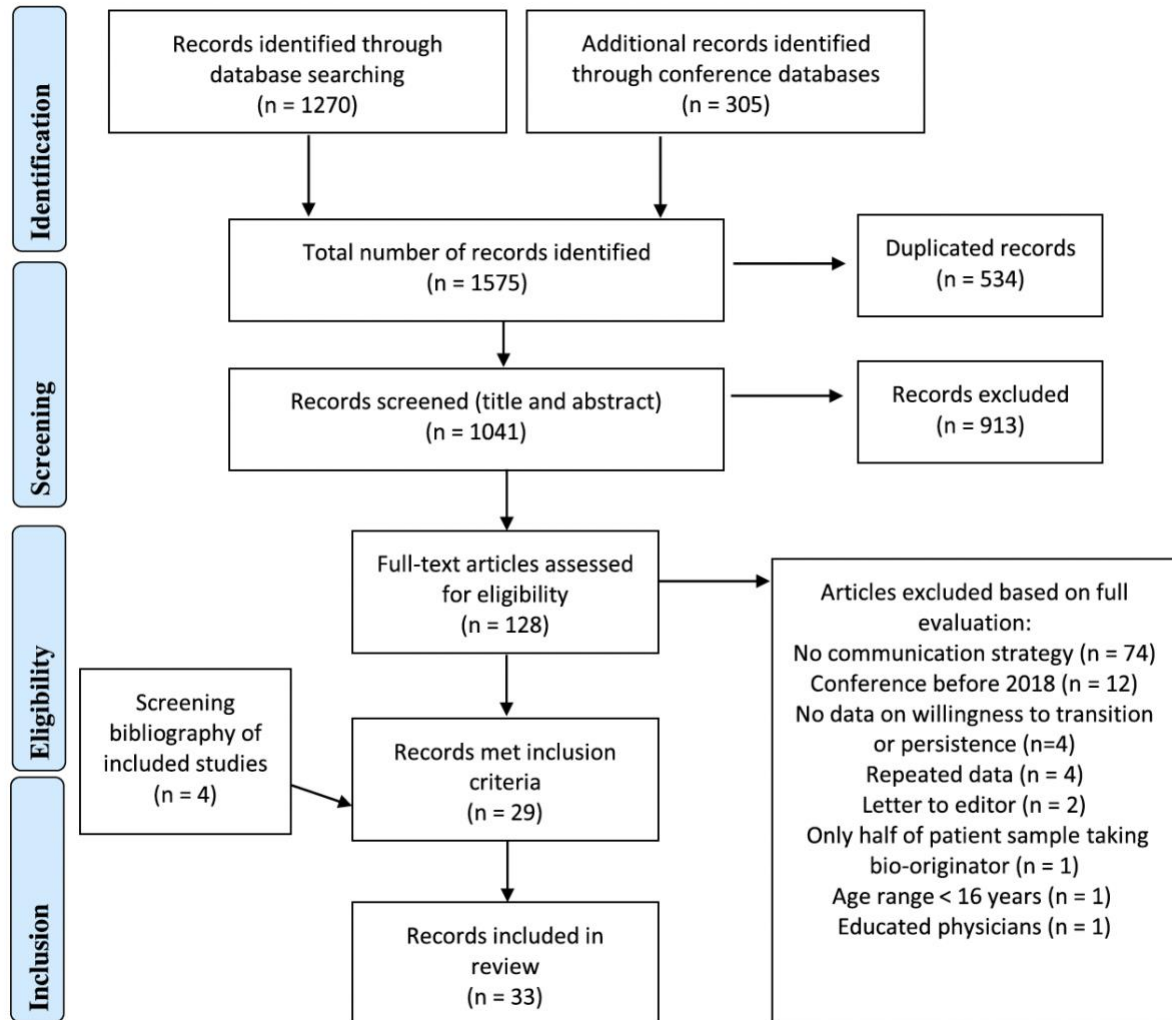 Identification
Records identified through
database searching
(n = 1270)
Additional records identified
through conference databases
(n = 305)
Total number of records identified
(n = 1575)
Duplicated records
(n = 534)
Screening
Records screened (title and abstract)
(n = 1041)
Records excluded
(n = 913)
Eligibility
Full-text articles assessed
for eligibility
(n = 128)
Articles excluded based on full
evaluation:
No communication strategy (n = 74)
Conference before 2018 (n = 12)
No data on willingness to transition
or persistence (n=4)
Repeated data (n = 4)
Letter to editor (n = 2)
Only half of patient sample taking
bio-originator (n = 1)
Age range < 16 years (n = 1)
Educated physicians (n = 1)
Screening
bibliography of
included studies
(n = 4)
Records met inclusion
criteria
(n = 29)
Inclusion
Records included in
review
(n = 33)